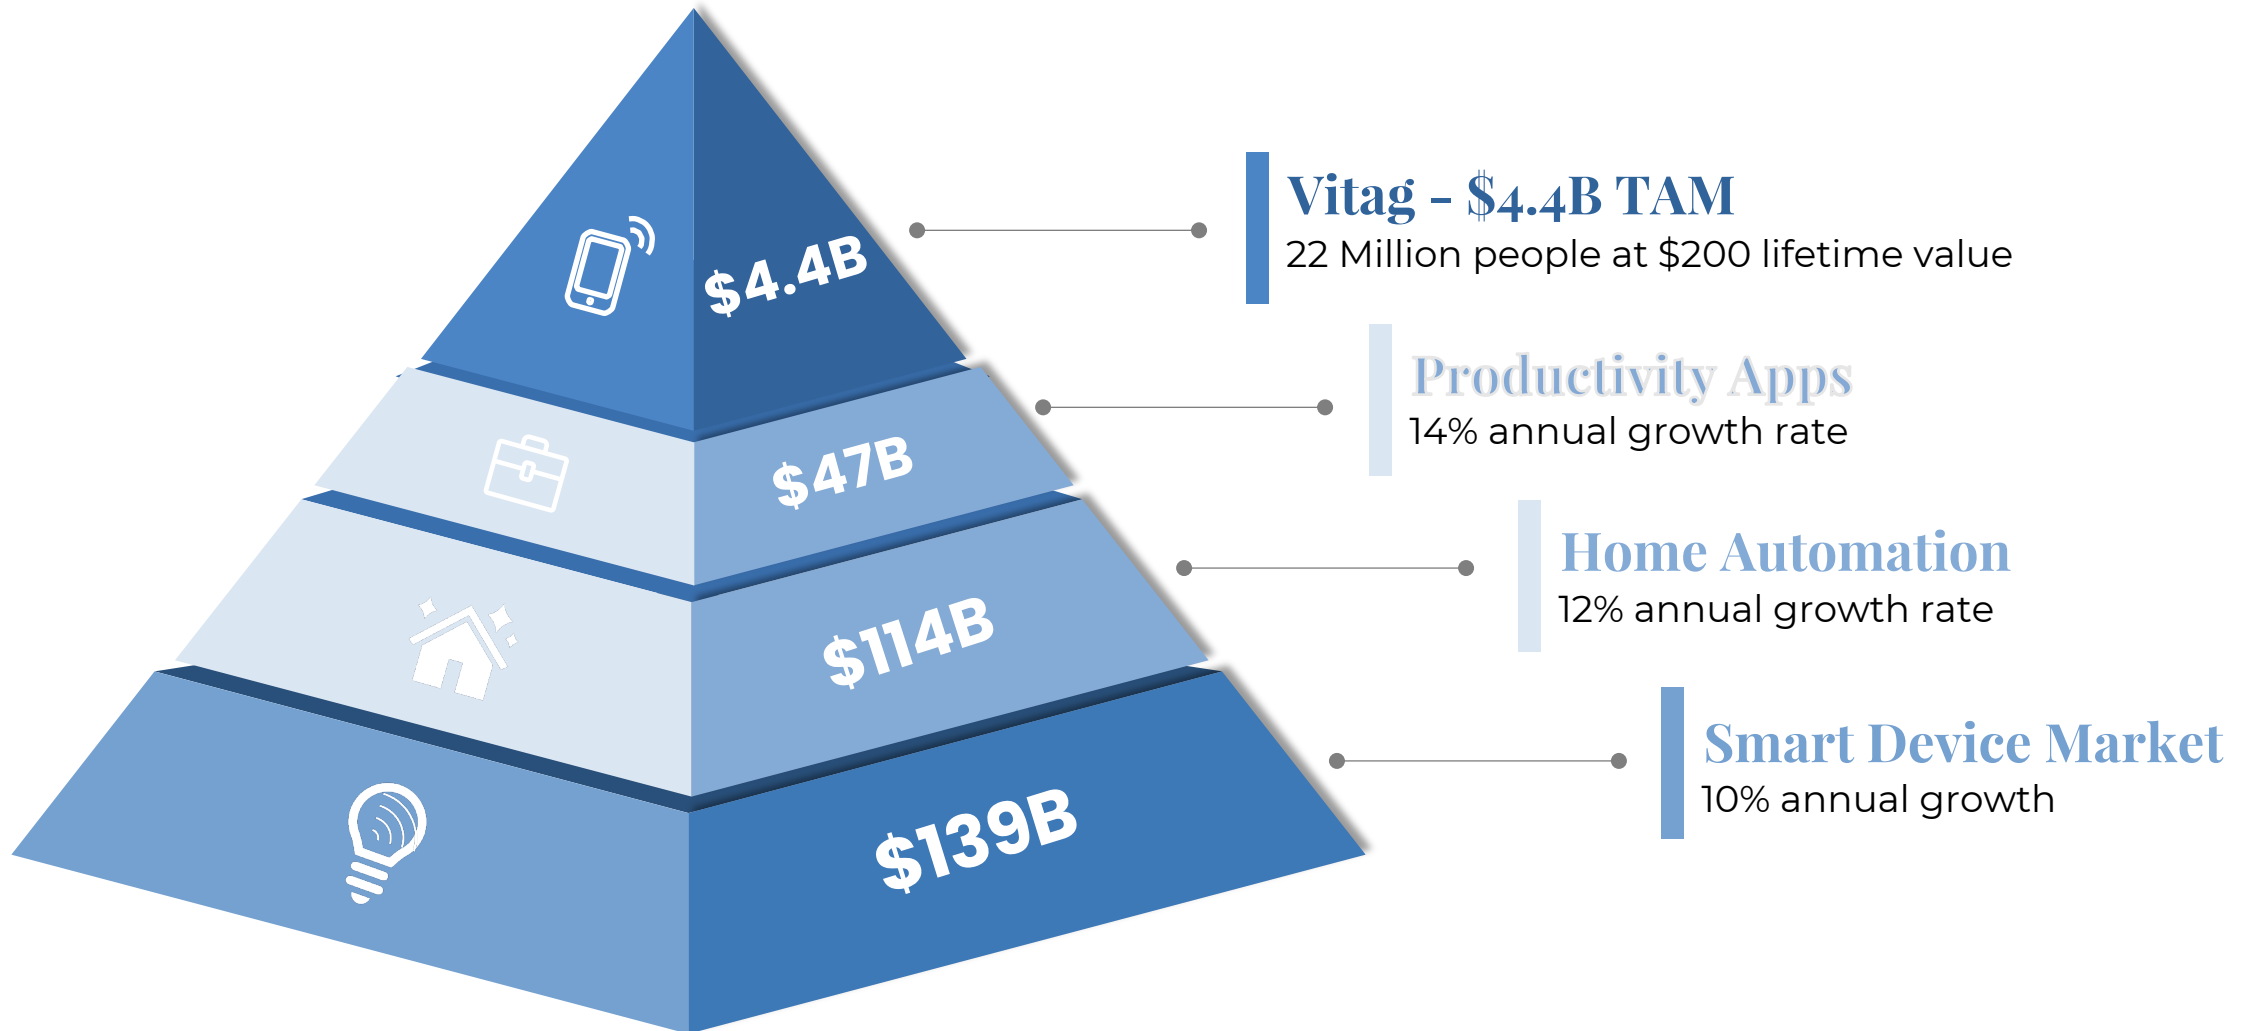 $4.4B
Vitag - $4.4B TAM
22 Million people at $200 lifetime value
$47B
Productivity Apps
14% annual growth rate
$114B
Home Automation
12% annual growth rate
$139B
Smart Device Market
10% annual growth